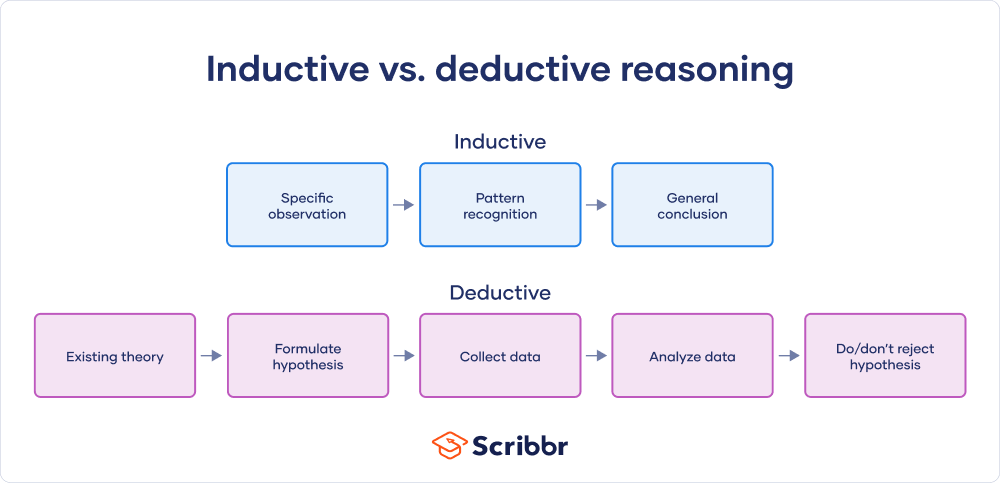 Inductive vs. deductive reasoning
Inductive
Specific
observation
Pattern
recognition
General
conclusion
Deductive
Existing theory
Formulate
hypothesis
Collect data
Analyze data
Do/don’t reject
hypothesis
Scribbr